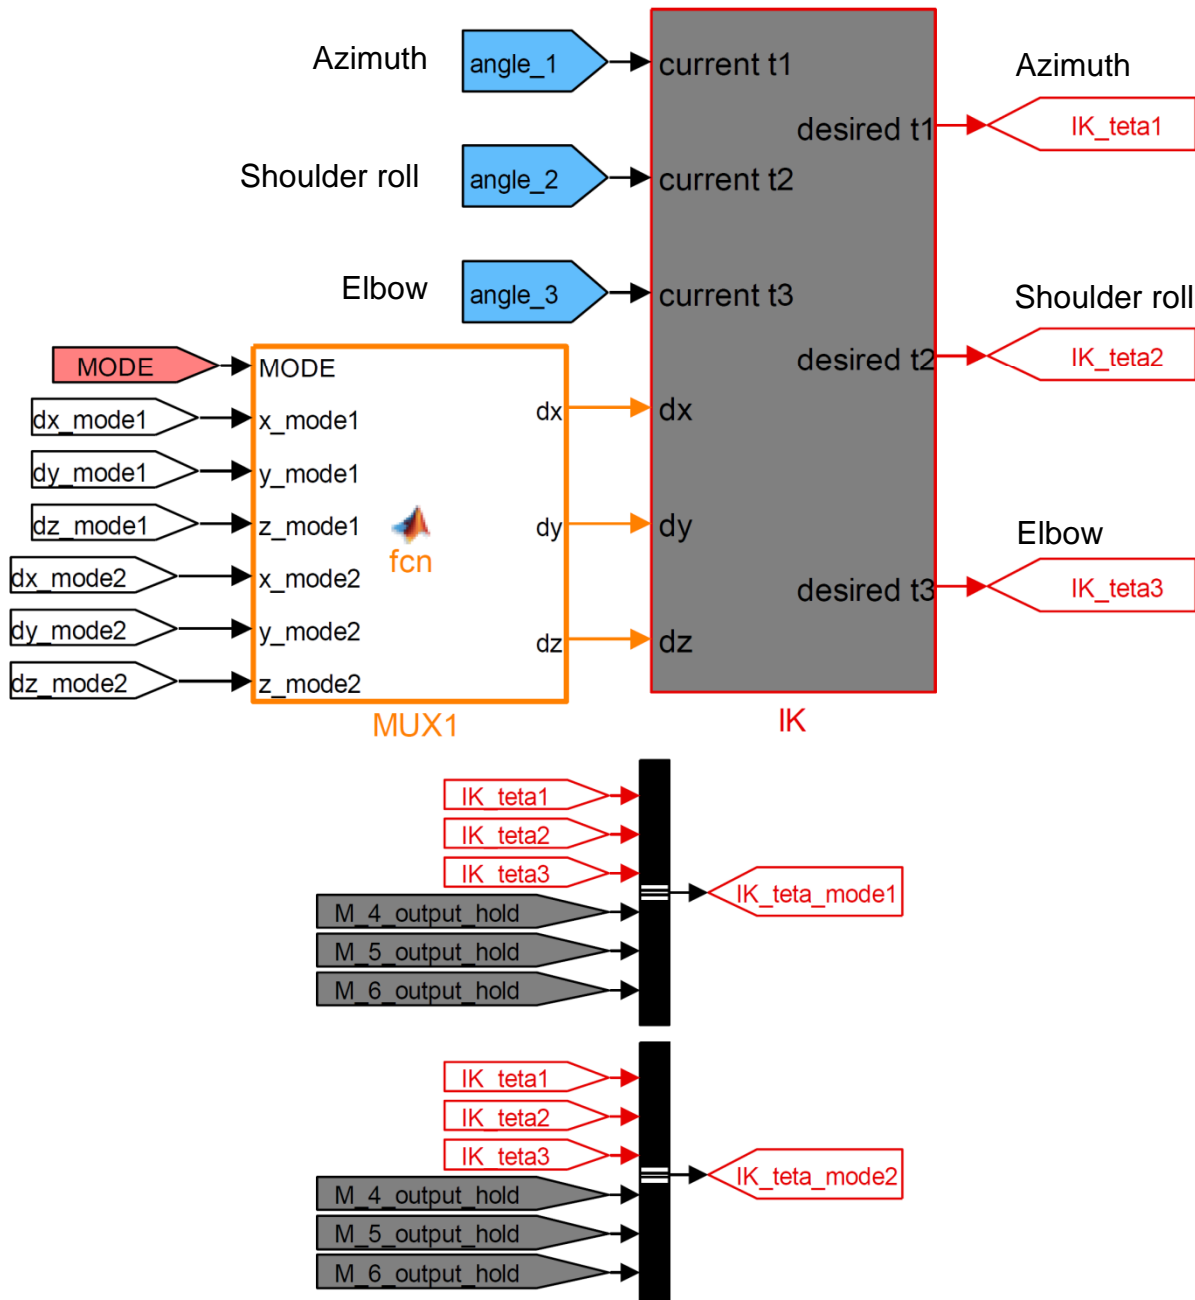 Azimuth
angle_1
current t1
Azimuth
desired t1
IK_teta1
Shoulder roll
angle_2
current t2
Elbow
angle_3
current t3
Shoulder roll
desired t2
IK_teta2
MODE
MODE
dx_mode1
x_mode1
dx
dx
dy_mode1
y_mode1
dz_mode1
z_mode1
dy
dy
fcn
Elbow
dx_mode2
x_mode2
desired t3
IK_teta3
dy_mode2
y_mode2
dz
dz
dz_mode2
z_mode2
MUX1
IK
IK_teta1
IK_teta2
IK_teta3
M_4_output_hold
M_5_output_hold
M_6_output_hold
IK_teta_mode1
IK_teta1
IK_teta2
IK_teta3
M_4_output_hold
M_5_output_hold
M_6_output_hold
IK_teta_mode2